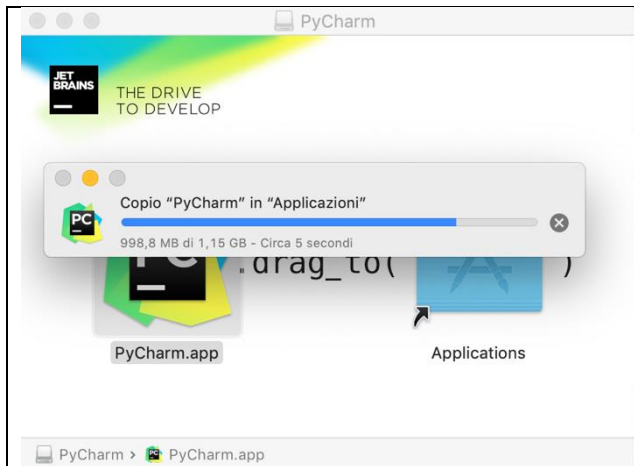 PyCharm
JET
BRAINS
THE DRIVE
TO DEVELOP
Copio “PyCharm” in “Applicazioni”
PC
998,8 MB di 1,15 GB - Circa 5 secondi
PC .drag_to( )
PyCharm.app
Applications
PyCharm › PyCharm.app